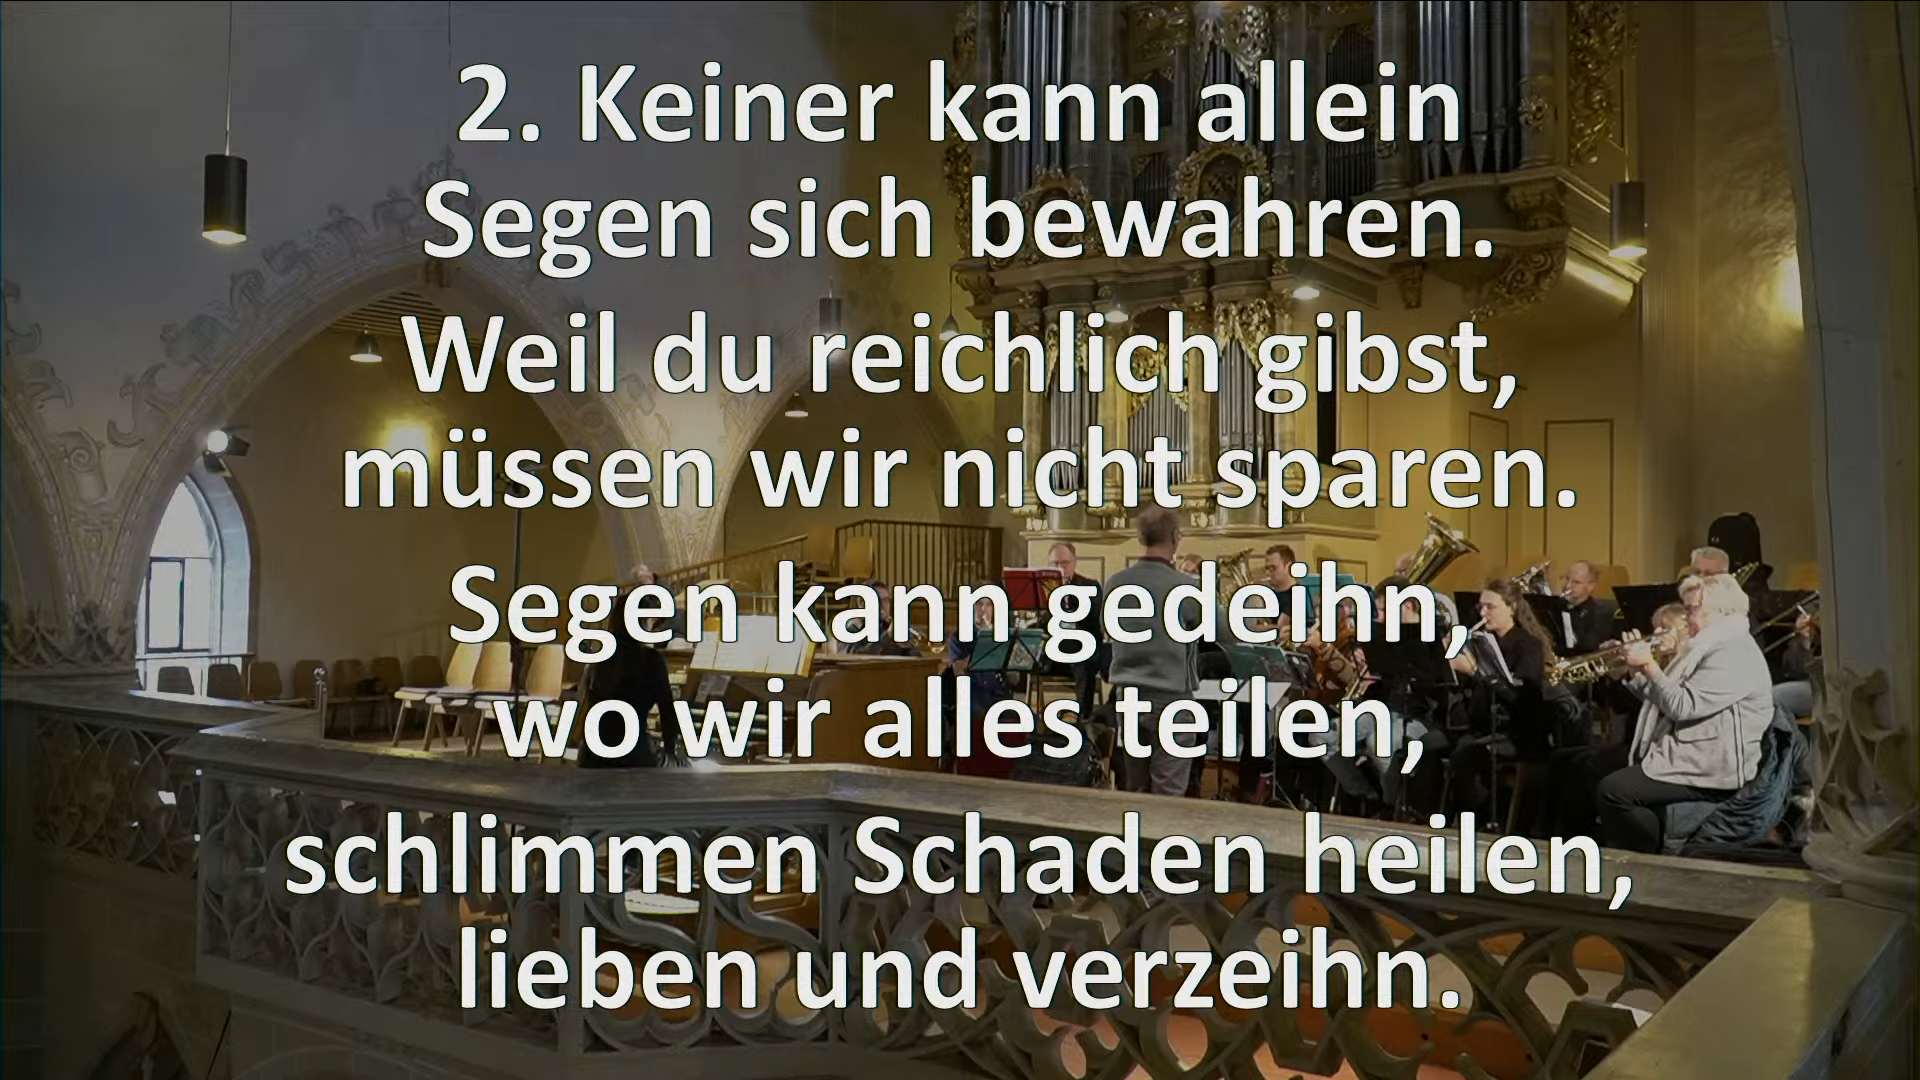 2. Keiner kann allein
Segen sich bewahren.
Weil du reichlich gibst,
müssen wir nicht sparen.
Segen kann gedeihn,
wo wir alles teilen,
schlimmen Schaden heilen,
lieben und verzeihn.